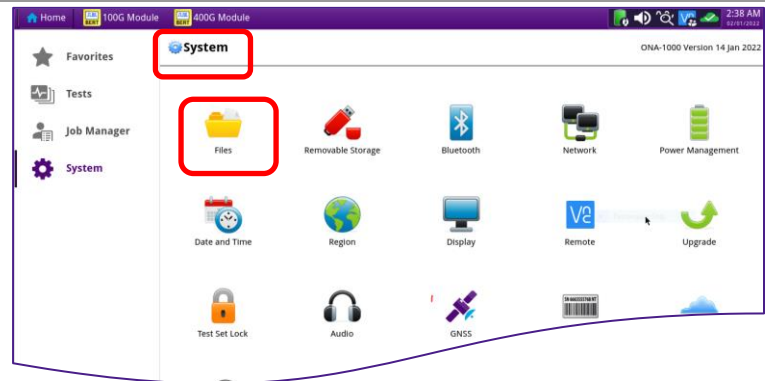 Home 100G Module 400G Module 2:38 AM
02/01/2022
Favorites
Tests
Job Manager
System
System
ONA-1000 Version 14 Jan 2022
Files Removable Storage Bluetooth Network Power Management
Date and Time Region Display Remote Upgrade
Test Set Lock Audio GNSS